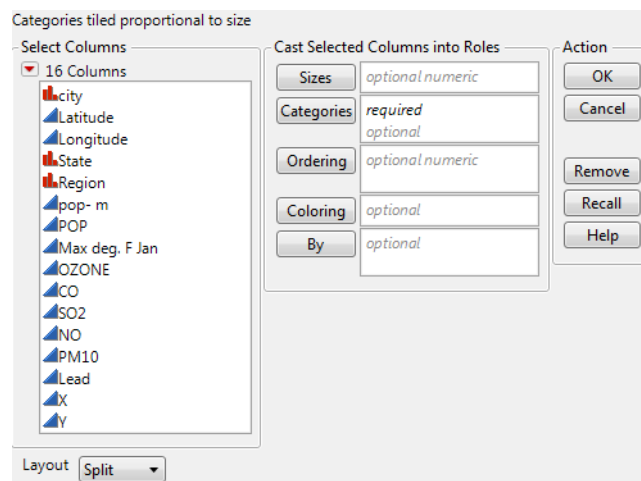 Categories tiled proportional to size
Select Columns
16 Columns
city
Latitude
Longitude
State
Region
pop- m
POP
Max deg. F Jan
OZONE
CO
SO2
NO
PM10
Lead
X
Y
Layout Split
Cast Selected Columns into Roles
Sizes optional numeric
Categories required
optional
Ordering optional numeric
Coloring optional
By optional
Action
OK
Cancel
Remove
Recall
Help